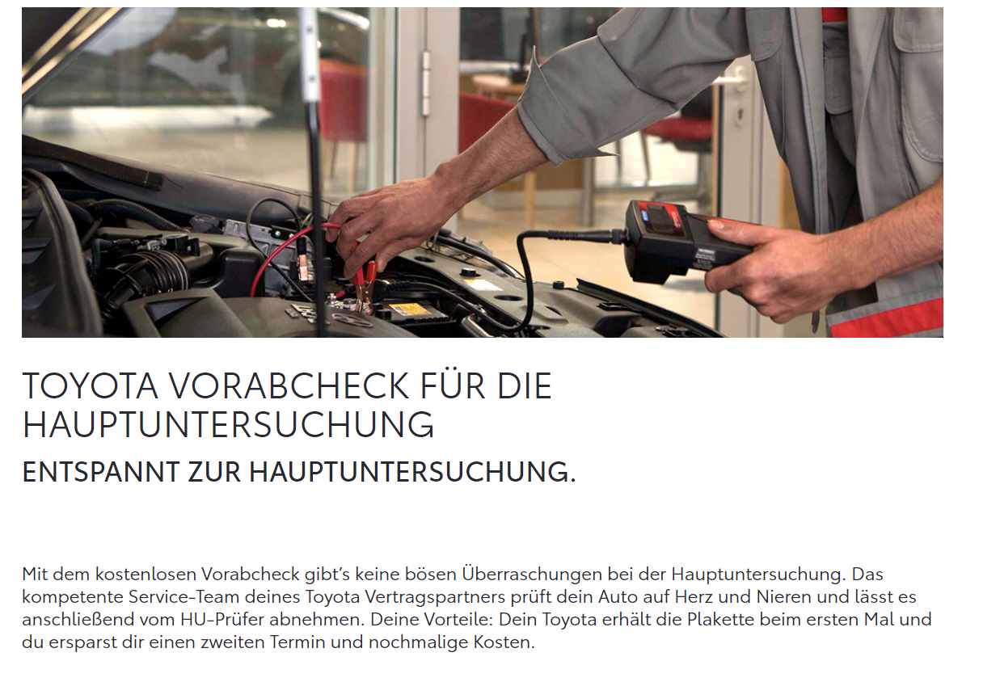 TOYOTA VORABCHECK FÜR DIE
HAUPTUNTERSUCHUNG
ENTSPANNT ZUR HAUPTUNTERSUCHUNG.
Mit dem kostenlosen Vorabcheck gibt’s keine bösen Überraschungen bei der Hauptuntersuchung. Das
kompetente Service-Team deines Toyota Vertragspartners prüft dein Auto auf Herz und Nieren und lässt es
anschließend vom HU-Prüfer abnehmen. Deine Vorteile: Dein Toyota erhält die Plakette beim ersten Mal und
du ersparst dir einen zweiten Termin und nochmalige Kosten.